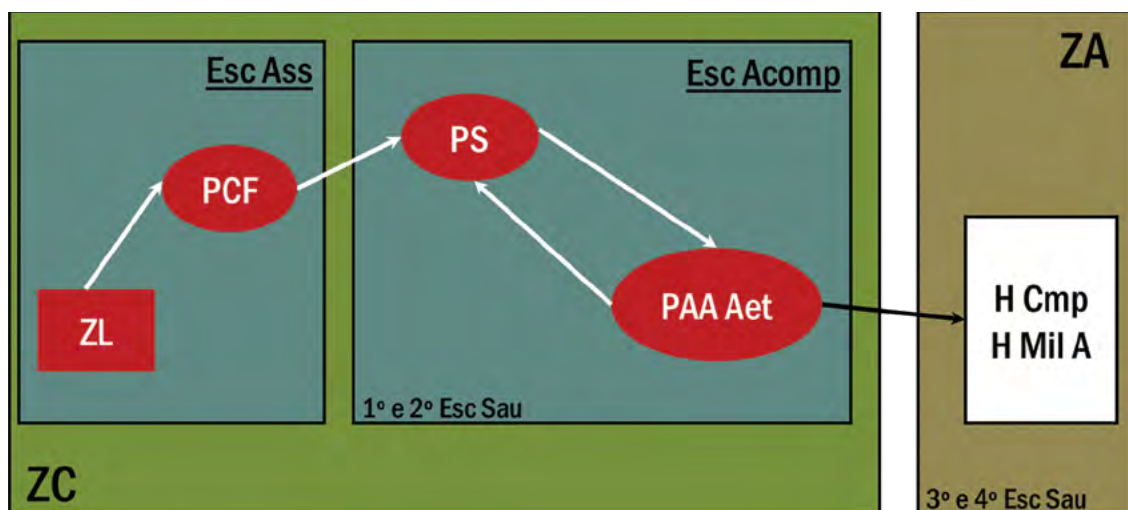 Esc Ass
PCF
ZL
Esc Acomp
PS
PAA Aet
1º e 2º Esc Sau
ZC
ZA
H Cmp
H Mil A
3º e 4º Esc Sau